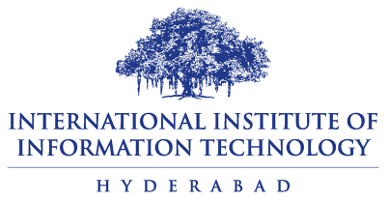 INTERNATIONAL INSTITUTE OF
INFORMATION TECHNOLOGY
HYDERABAD